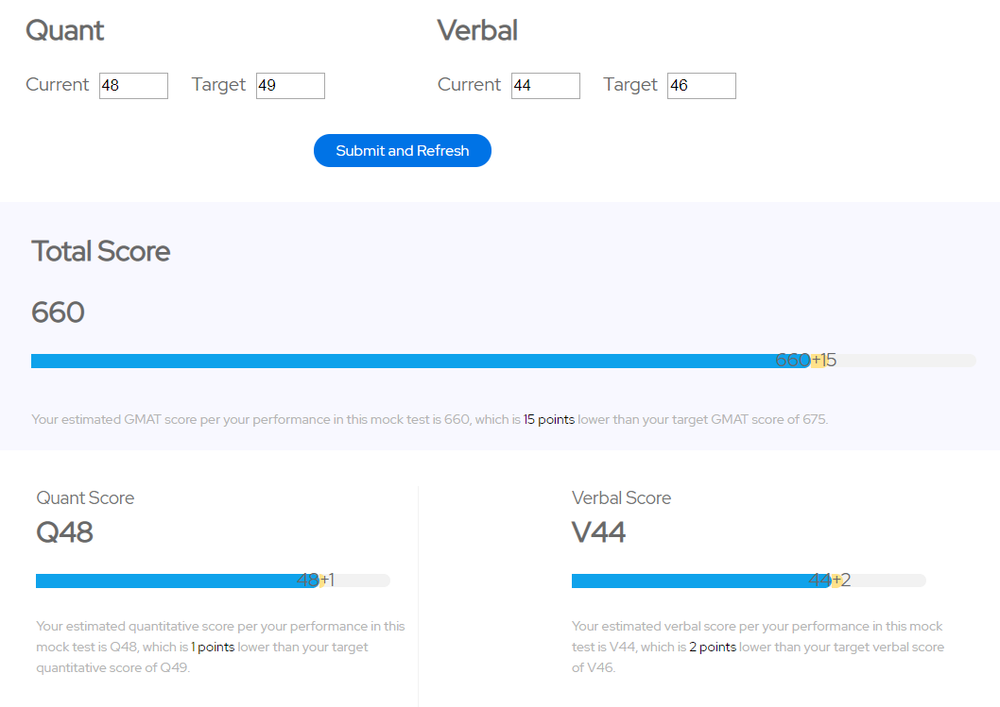 Quant Verbal
Current 48 Target 49 Current 44 Target 46
Submit and Refresh
Total Score
660
660+15
Your estimated GMAT score per your performance in this mock test is 660, which is 15 points lower than your target GMAT score of 675.
Quant Score
Q48
48+1
Your estimated quantitative score per your performance in this
mock test is Q48, which is 1 points lower than your target
quantitative score of Q49.
Verbal Score
V44
44+2
Your estimated verbal score per your performance in this mock
test is V44, which is 2 points lower than your target verbal score
of V46.